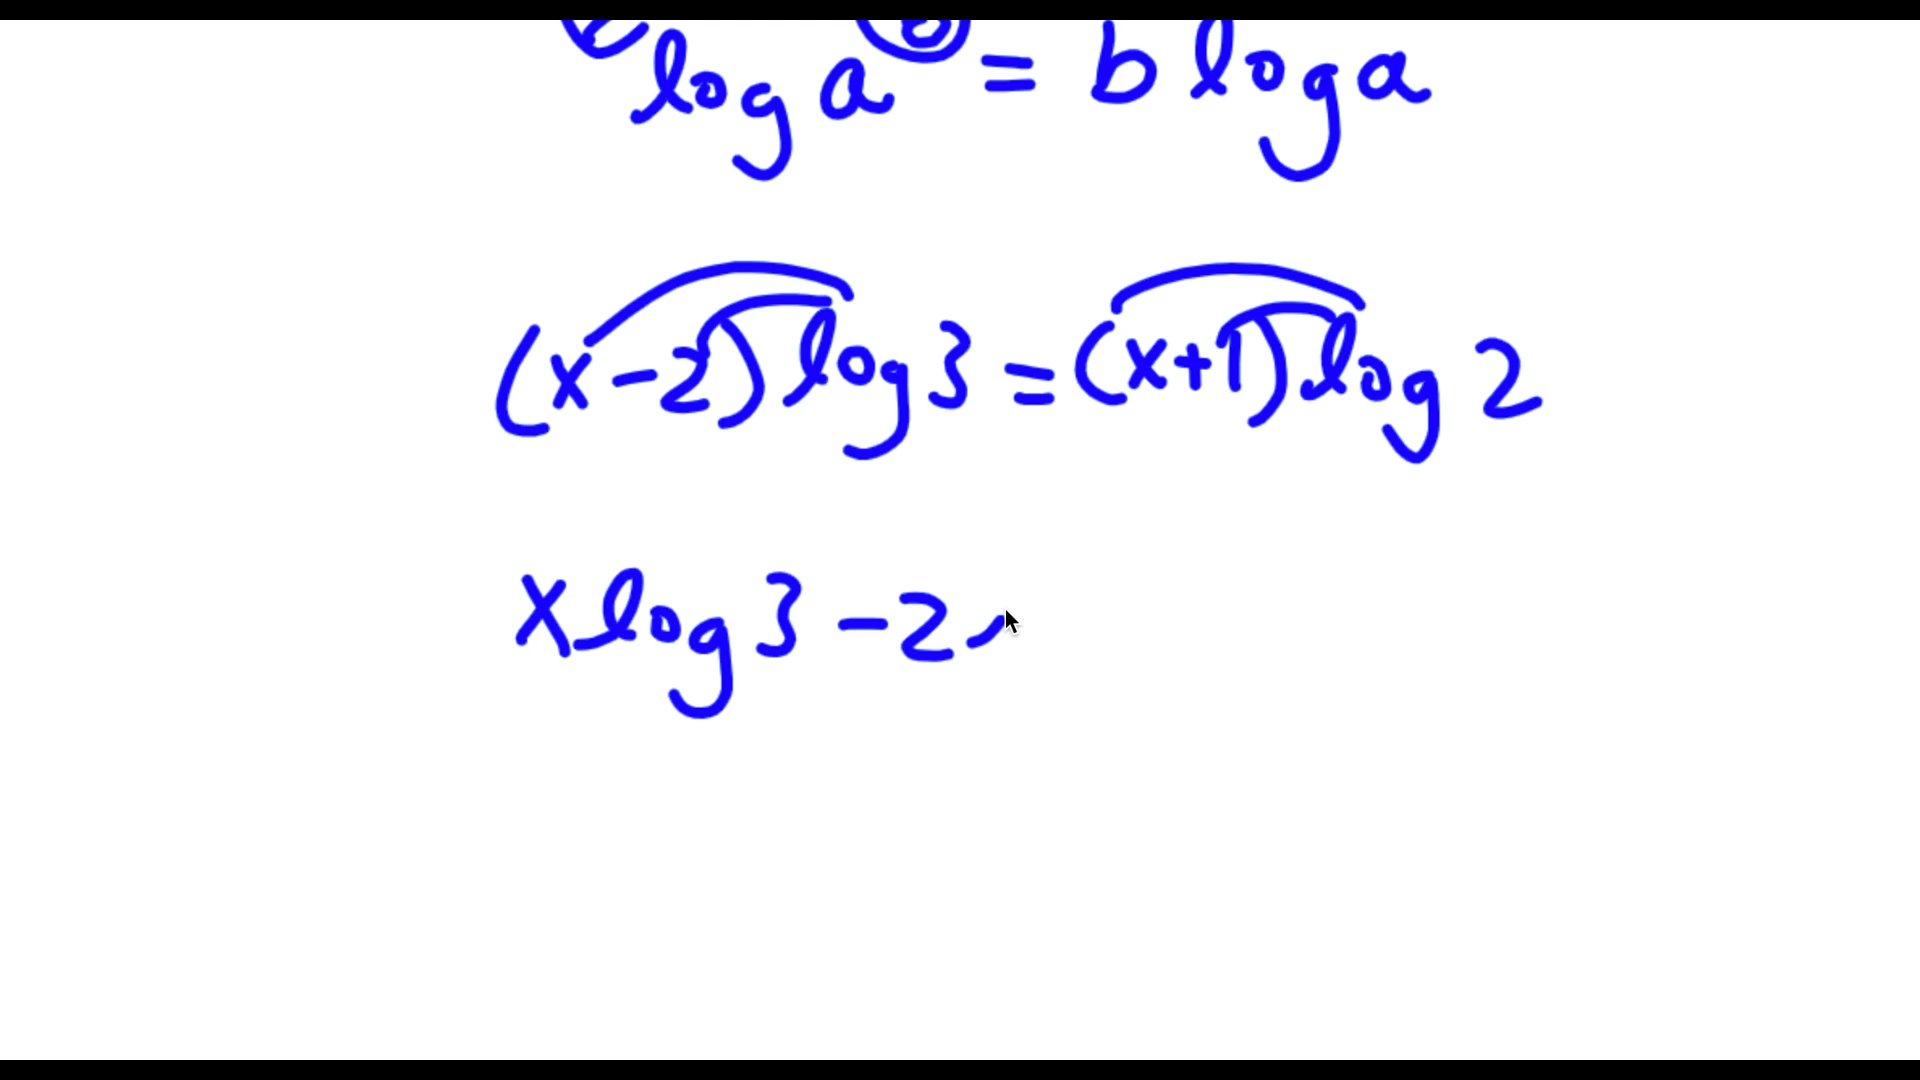 log a = b log a
(x-2) log 3 = (x+1) log 2
x log 3 - 2